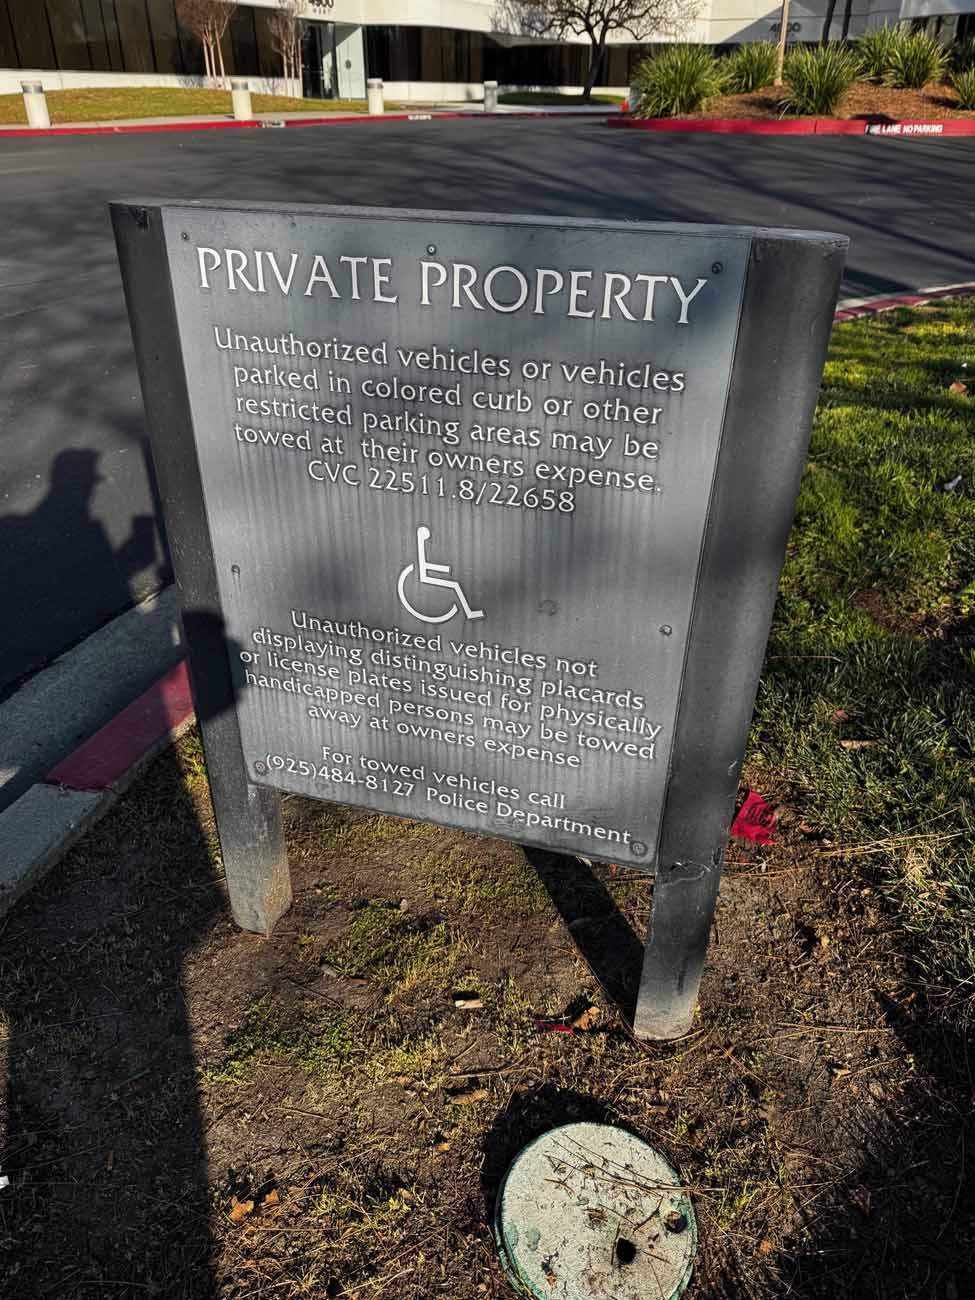 PRIVATE PROPERTY
Unauthorized vehicles or vehicles
parked in colored curb or other
restricted parking areas may be
towed at their owners expense.
CVC 22511.8/22658
Unauthorized vehicles not
displaying distinguishing placards
or license plates issued for physically
handicapped persons may be towed
away at owners expense
For towed vehicles call
(925)484-8127 Police Department
FIRE LANE NO PARKING